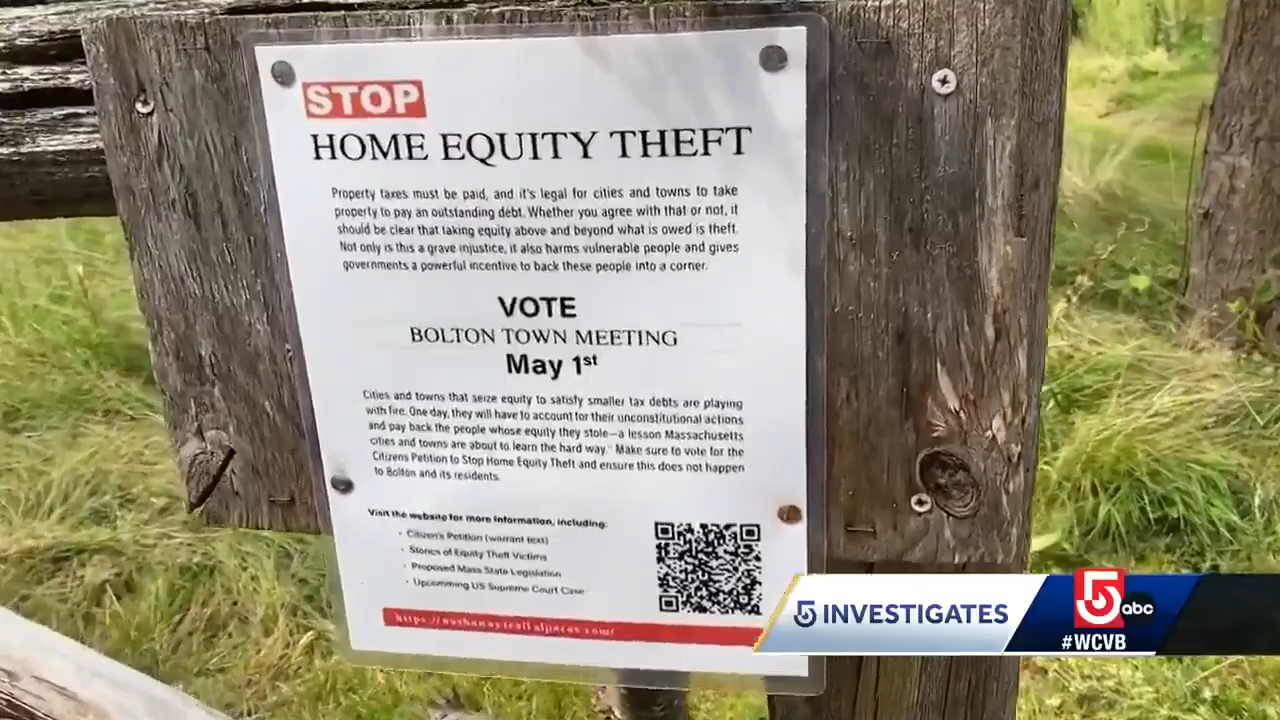 STOP
HOME EQUITY THEFT
Property taxes must be paid, and it's legal for cities and towns to take
property to pay an outstanding debt. Whether you agree with that or not, it
should be clear that taking equity above and beyond what is owed is theft.
Not only is this a grave injustice, it also harms vulnerable people and gives
governments a powerful incentive to back these people into a corner.
VOTE
BOLTON TOWN MEETING
May 1st
Cities and towns that seize equity to satisfy smaller tax debts are playing
with fire. One day, they will have to account for their unconstitutional actions
and pay back the people whose equity they stole—a lesson Massachusetts
cities and towns are about to learn the hard way. Make sure to vote for the
Citizens Petition to Stop Home Equity Theft and ensure this does not happen
to Bolton and its residents.
Visit the website for more information, including:
· Citizen's Petition (warrant text)
· Stories of Equity Theft Victims
· Proposed Mass State Legislation
· Upcomming US Supreme Court Case
5 INVESTIGATES
5 abc
#WCVB